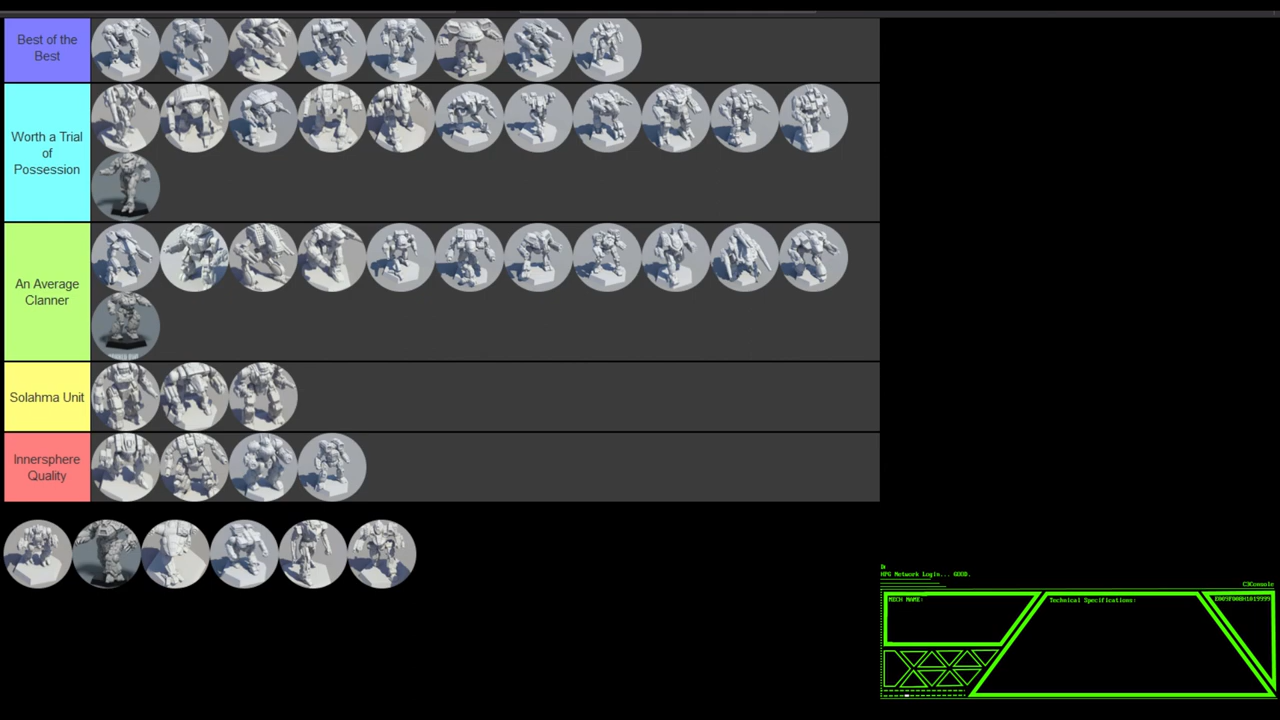 Best of the
Best
Worth a Trial
of
Possession
An Average
Clanner
Solahma Unit
Innersphere
Quality
HPG Network Login... GOOD.
C3Console
MECH NAME:
Technical Specifications: